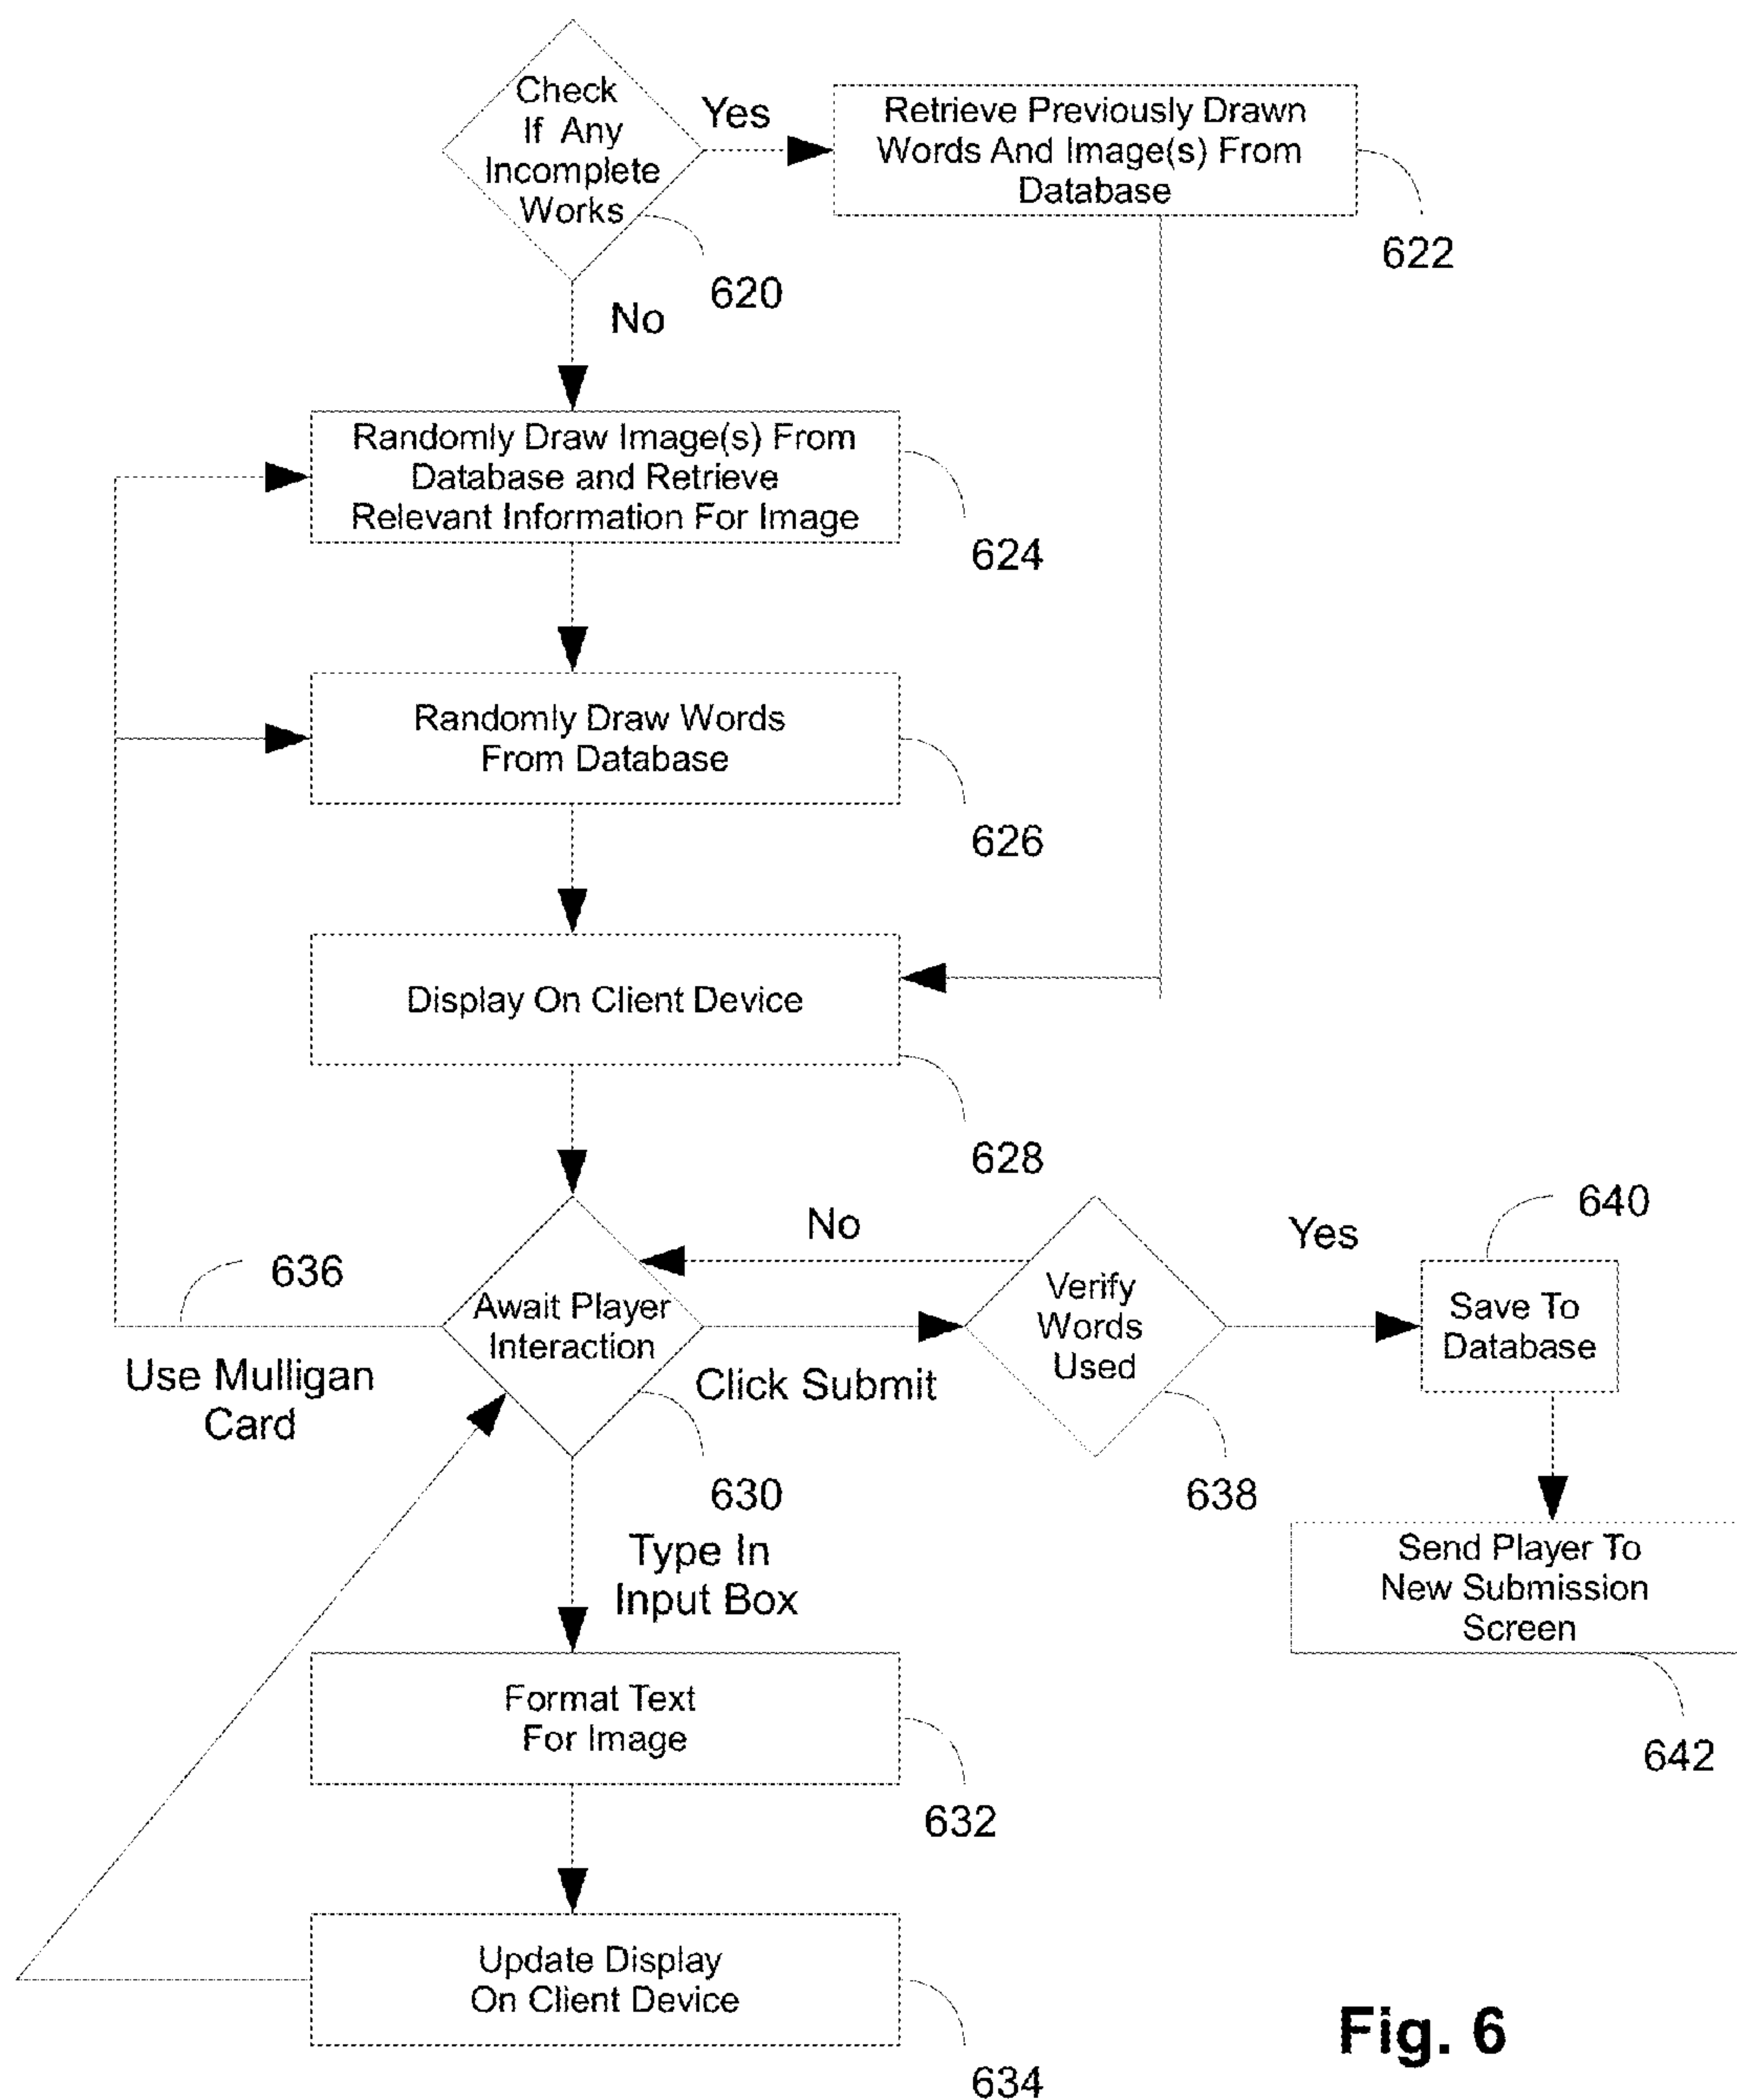 Check
If Any
Incomplete
Works
Yes
Retrieve Previously Drawn
Words And Image(s) From
Database
622
620
No
Randomly Draw Image(s) From
Database and Retrieve
Relevant Information For Image
624
Randomly Draw Words
From Database
626
Display On Client Device
628
636
Use Mulligan
Card
Await Player
Interaction
630
No
Click Submit
Verify
Words
Used
638
Yes
640
Save To
Database
Send Player To
New Submission
Screen
642
Type In
Input Box
Format Text
For Image
632
Update Display
On Client Device
634
Fig. 6